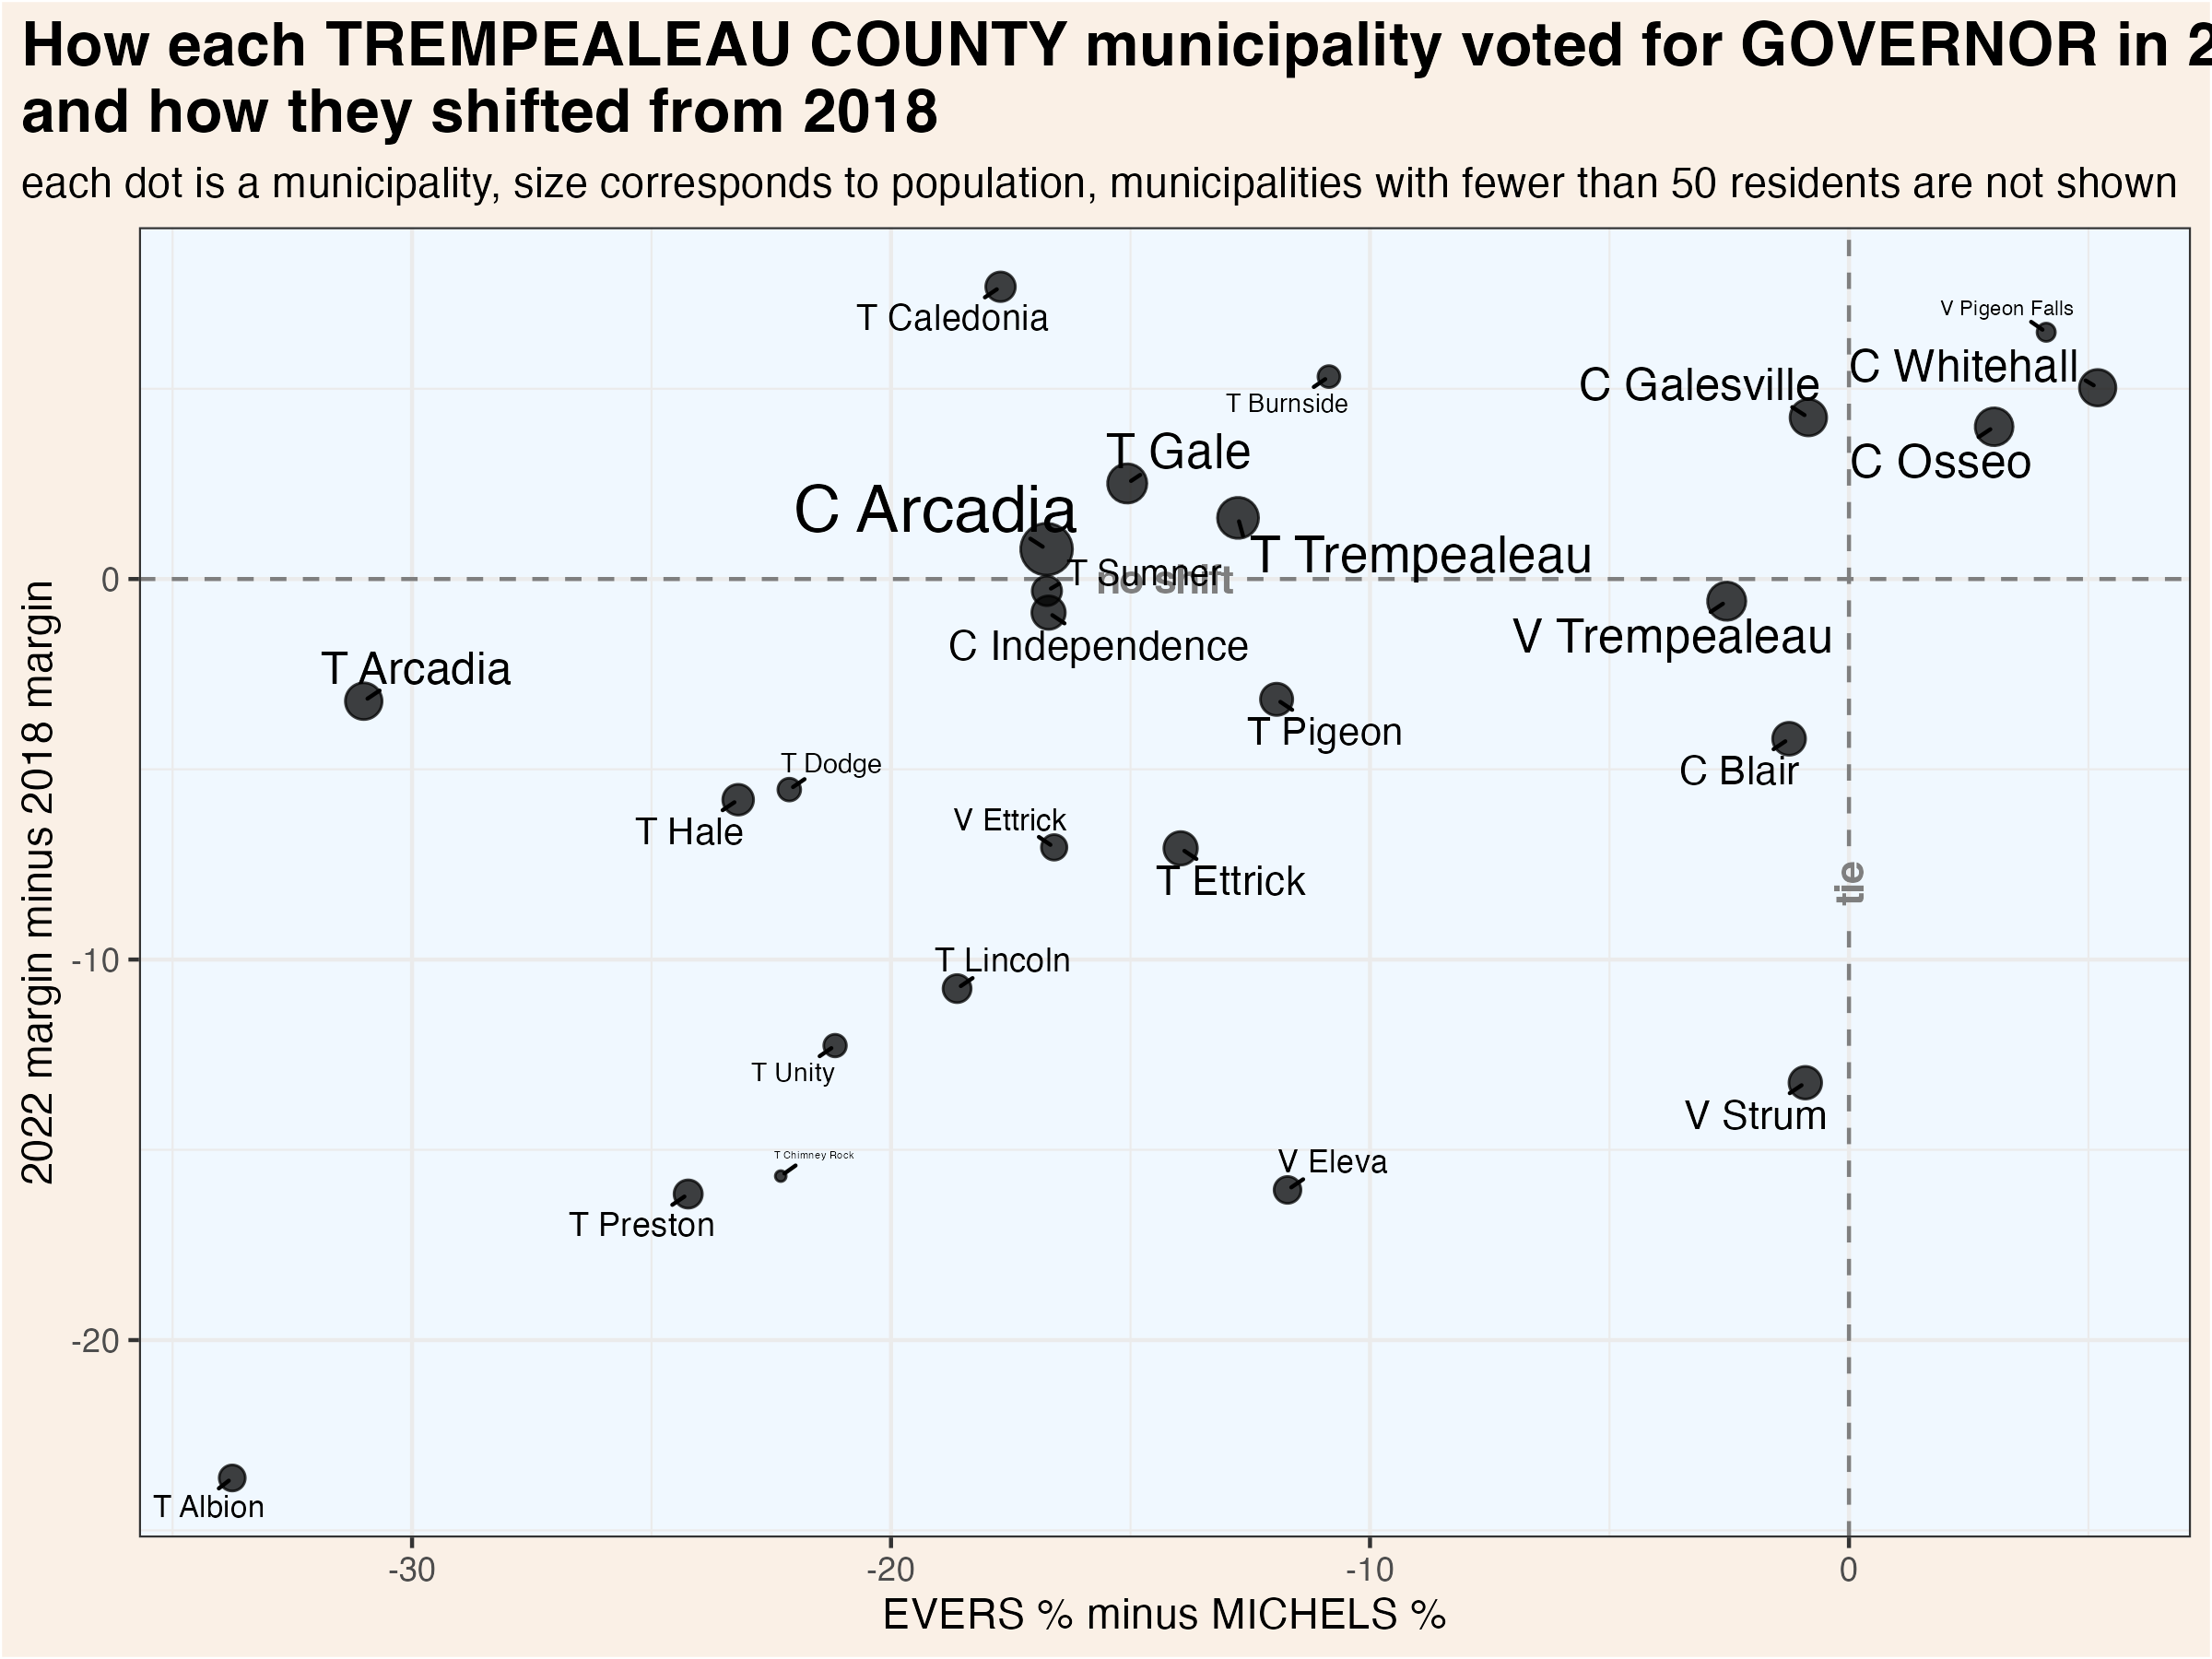 How each TREMPEALEAU COUNTY municipality voted for GOVERNOR in 2
and how they shifted from 2018
each dot is a municipality, size corresponds to population, municipalities with fewer than 50 residents are not shown
T Caledonia
V Pigeon Falls
C Whitehall
C Galesville
T Burnside
T Gale
C Osseo
C Arcadia
T Trempealeau
T Sumner
no shift
0
V Trempealeau
C Independence
T Arcadia
T Pigeon
T Dodge
C Blair
T Hale
V Ettrick
T Ettrick
tie
T Lincoln
-10
T Unity
V Strum
T Chimney Rock
V Eleva
T Preston
-20
T Albion
2022 margin minus 2018 margin
-30
-20
-10
0
EVERS % minus MICHELS %